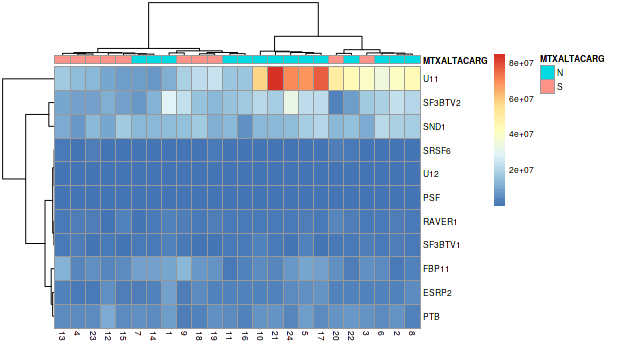 MTXALTACARG
U11
SF3BTV2
SND1
SRSF6
U12
PSF
RAVER1
SF3BTV1
FBP11
ESRP2
PTB
13 4 23 12 15 7 14 1 9 18 19 11 16 10 21 24 5 17 20 22 3 6 2 8
8e+07
6e+07
4e+07
2e+07
MTXALTACARG
N
S